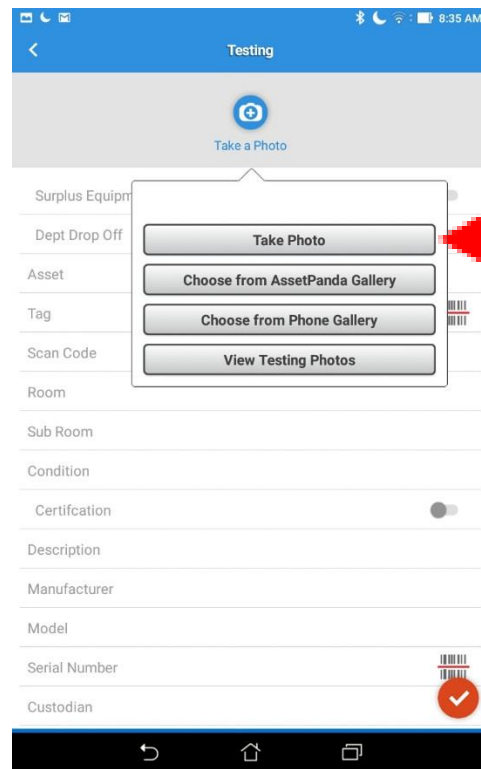 8:35 AM
Testing
Take a Photo
Surplus Equipm
Take Photo
Dept Drop Off
Choose from AssetPanda Gallery
Asset
Choose from Phone Gallery
Tag
View Testing Photos
Scan Code
Room
Sub Room
Condition
Certifcation
Description
Manufacturer
Model
Serial Number
Custodian